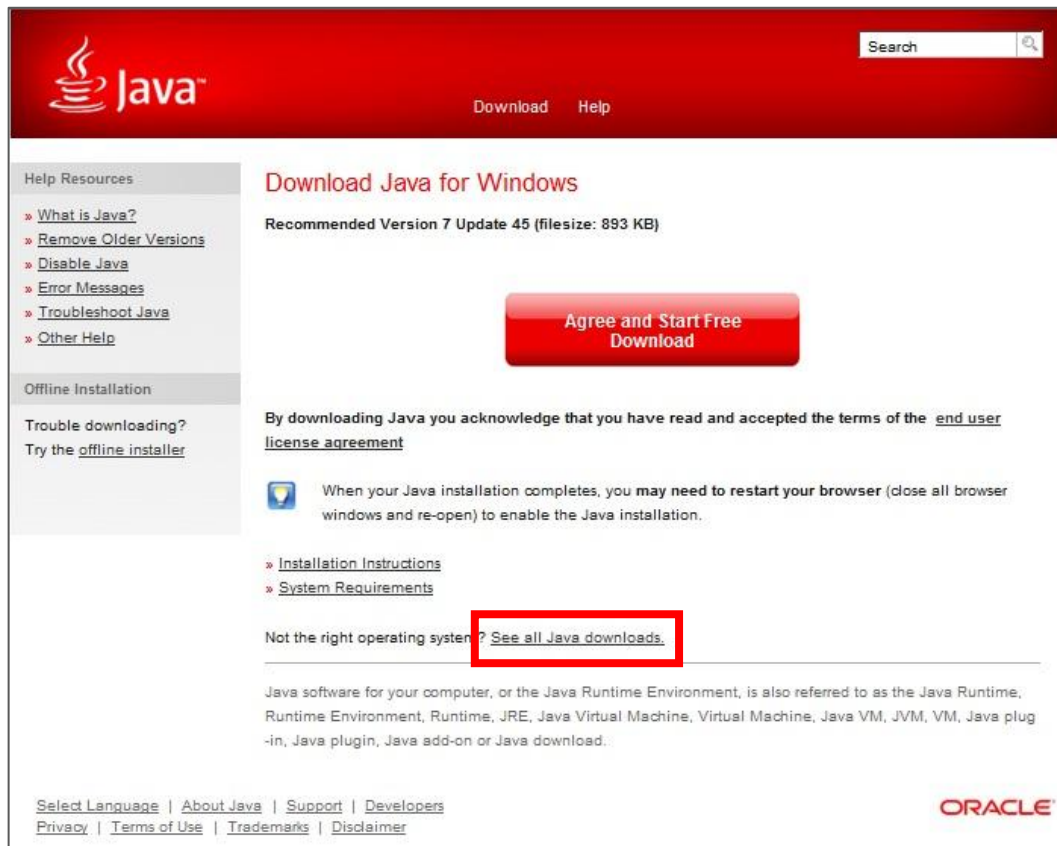 Java™
Search
Download Help
Help Resources
» What is Java?
» Remove Older Versions
» Disable Java
» Error Messages
» Troubleshoot Java
» Other Help
Offline Installation
Trouble downloading?
Try the offline installer
Download Java for Windows
Recommended Version 7 Update 45 (filesize: 893 KB)
Agree and Start Free
Download
By downloading Java you acknowledge that you have read and accepted the terms of the end user
license agreement
When your Java installation completes, you may need to restart your browser (close all browser
windows and re-open) to enable the Java installation.
» Installation Instructions
» System Requirements
Not the right operating system? See all Java downloads.
Java software for your computer, or the Java Runtime Environment, is also referred to as the Java Runtime,
Runtime Environment, Runtime, JRE, Java Virtual Machine, Virtual Machine, Java VM, JVM, VM, Java plug
-in, Java plugin, Java add-on or Java download.
Select Language | About Java | Support | Developers
Privacy | Terms of Use | Trademarks | Disclaimer
ORACLE